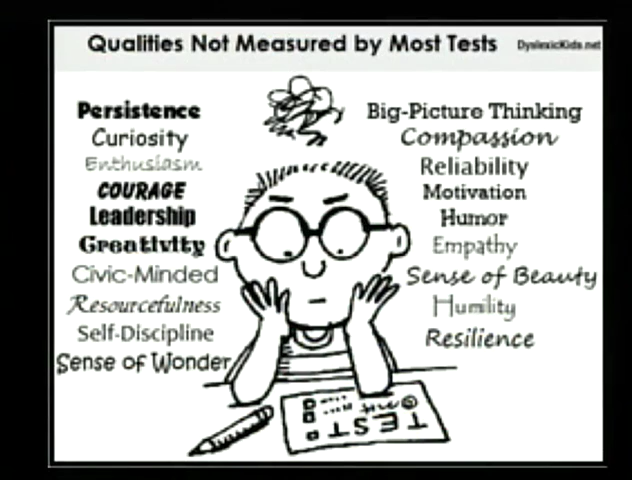 Qualities Not Measured by Most Tests
DyslexicKids.net
Persistence
Curiosity
Enthusiasm
COURAGE
Leadership
Creativity
Civic-Minded
Resourcefulness
Self-Discipline
Sense of Wonder
Big-Picture Thinking
Compassion
Reliability
Motivation
Humor
Empathy
Sense of Beauty
Humility
Resilience
TEST